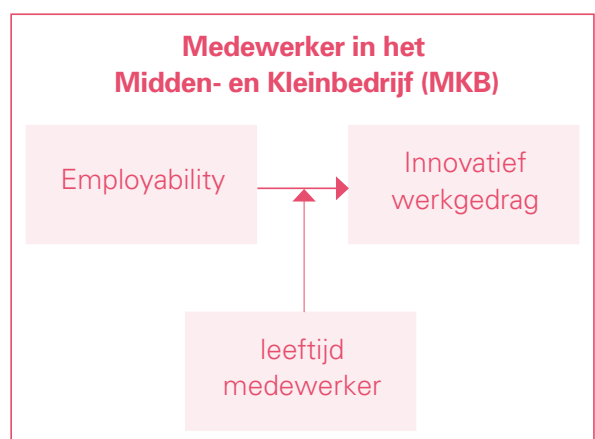 Medewerker in het
Midden- en Kleinbedrijf (MKB)
Employability
Innovatief
werkgedrag
leeftijd
medewerker